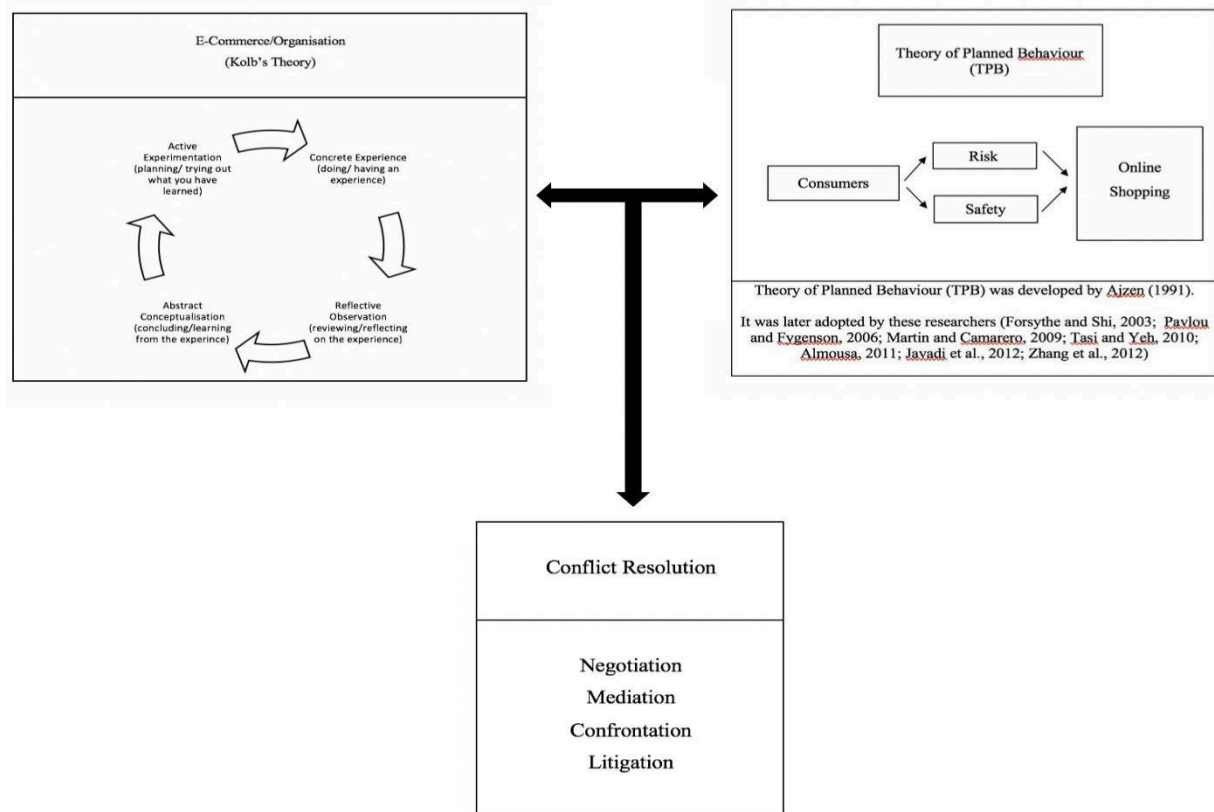 E-Commerce/Organisation
(Kolb's Theory)
Active
Experimentation
(planning/ trying out
what you have
learned)
Concrete Experience
(doing/ having an
experience)
Abstract
Conceptualisation
(concluding/learning
from the experince)
Reflective
Observation
(reviewing/reflecting
on the experience)
Theory of Planned Behaviour
(TPB)
Consumers
Risk
Safety
Online
Shopping
Theory of Planned Behaviour (TPB) was developed by Ajzen (1991).
It was later adopted by these researchers (Forsythe and Shi, 2003; Pavlou
and Fygenson, 2006; Martin and Camarero, 2009; Tasi and Yeh, 2010;
Almousa, 2011; Javadi et al., 2012; Zhang et al., 2012)
Conflict Resolution
Negotiation
Mediation
Confrontation
Litigation